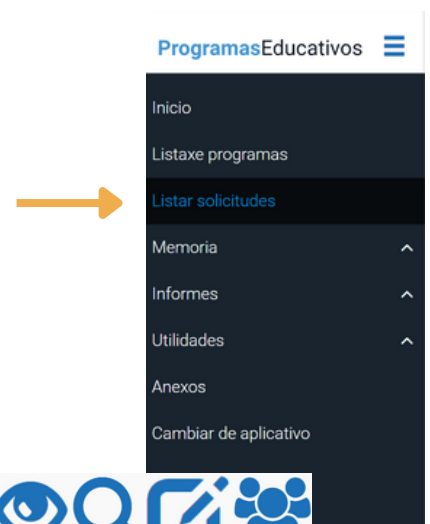 ProgramasEducativos
Inicio
Listaxe programas
Listar solicitudes
Memoria
Informes
Utilidades
Anexos
Cambiar de aplicativo